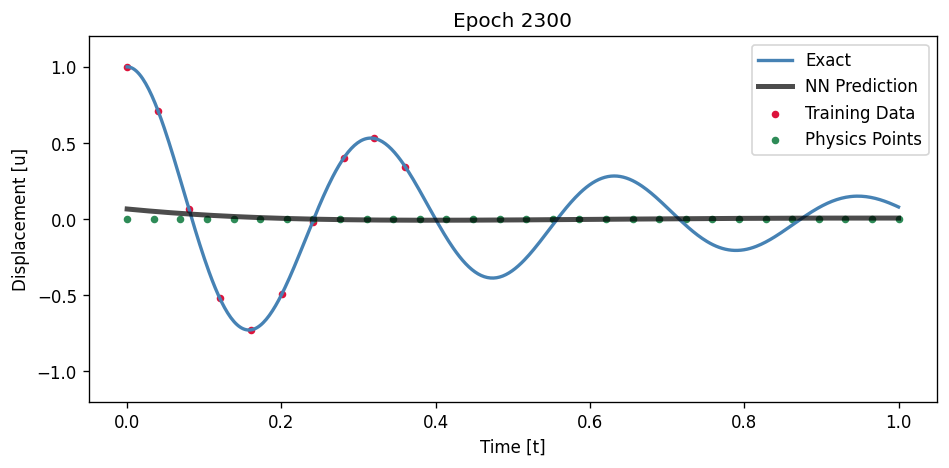 Epoch 2300
Exact
NN Prediction
Training Data
Physics Points
1.0
0.5
0.0
−0.5
−1.0
Displacement [u]
0.0 0.2 0.4 0.6 0.8 1.0
Time [t]